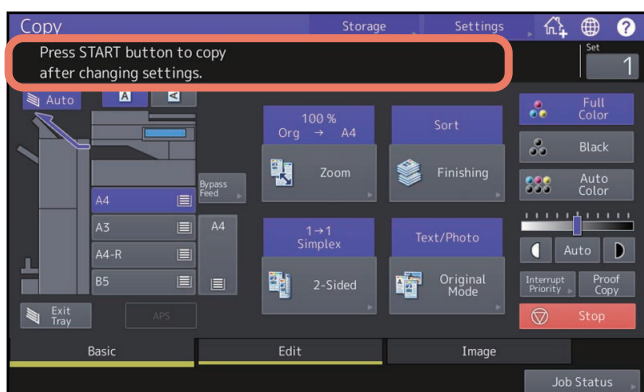 Copy
Storage
Settings
?
Press START button to copy
after changing settings.
Set
1
Auto
A
A
100 %
Org → A4
Zoom
Sort
Finishing
Full
Color
Black
Auto
Color
A4
A3
A4-R
B5
Bypass
Feed
A4
1→1
Simplex
2-Sided
Text/Photo
Original
Mode
Auto
Interrupt
Priority
Proof
Copy
Exit
Tray
APS
Stop
Basic
Edit
Image
Job Status